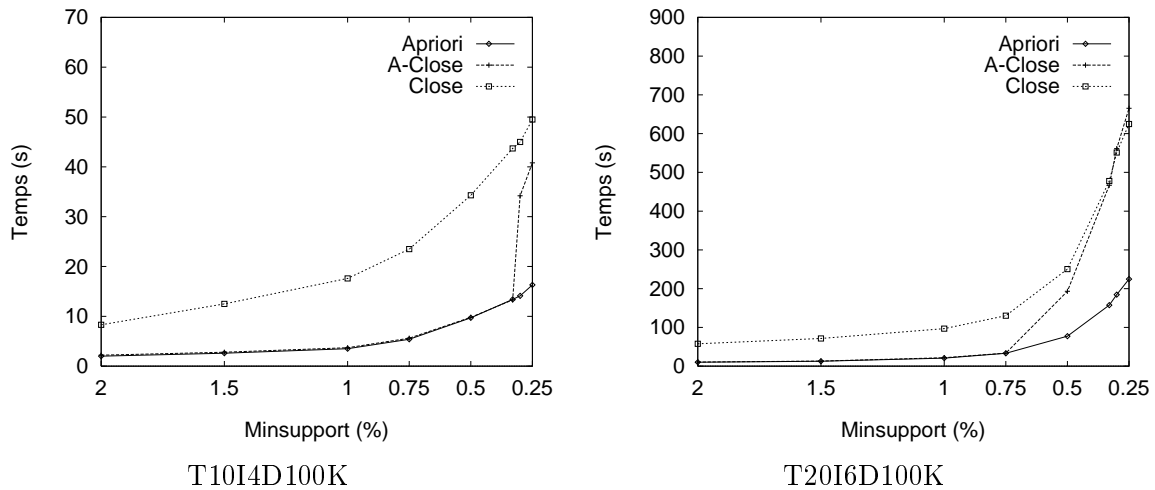 70
60
50
40
30
20
10
0
Temps (s)
2 1.5 1 0.75 0.5 0.25
Minsupport (%)
Apriori
A-Close
Close
T10I4D100K
900
800
700
600
500
400
300
200
100
0
Temps (s)
2 1.5 1 0.75 0.5 0.25
Minsupport (%)
Apriori
A-Close
Close
T20I6D100K